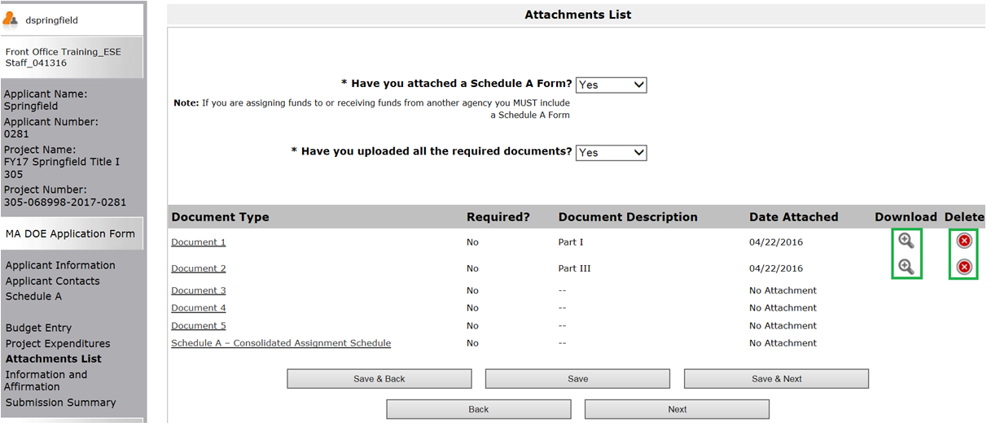 dspringfield
Front Office Training_ESE
Staff_041316
Applicant Name:
Springfield
Applicant Number:
0281
Project Name:
FY17 Springfield Title I
305
Project Number:
305-068998-2017-0281
MA DOE Application Form
Applicant Information
Applicant Contacts
Schedule A
Budget Entry
Project Expenditures
Attachments List
Information and
Affirmation
Submission Summary
Attachments List
* Have you attached a Schedule A Form? Yes
Note: If you are assigning funds to or receiving funds from another agency you MUST include
a Schedule A Form
* Have you uploaded all the required documents? Yes
Document Type Required? Document Description Date Attached Download Delete
Document 1 No Part I 04/22/2016
Document 2 No Part III 04/22/2016
Document 3 No -- No Attachment
Document 4 No -- No Attachment
Document 5 No -- No Attachment
Schedule A – Consolidated Assignment Schedule No -- No Attachment
Save & Back Save Save & Next
Back Next